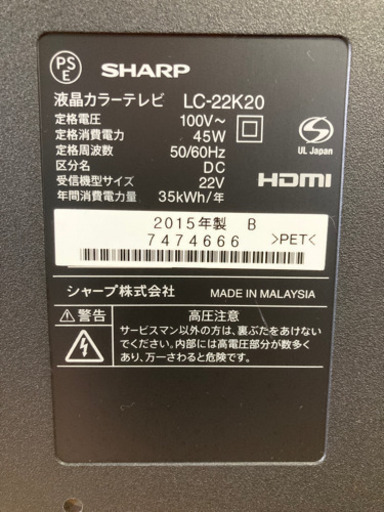 PS
E
SHARP
液晶カラーテレビ LC-22K20
定格電圧 100V～
定格消費電力 45W
定格周波数 50/60Hz
区分名 DC
受信機型サイズ 22V
年間消費電力量 35kWh/年
UL Japan
HDMI
2015年製 B
7474666 >PET<
シャープ株式会社 MADE IN MALAYSIA
警告 高圧注意
サービスマン以外の方は、裏ぶたをあけない
でください。内部には高電圧部分が数多く
あり、万一さわると危険です。